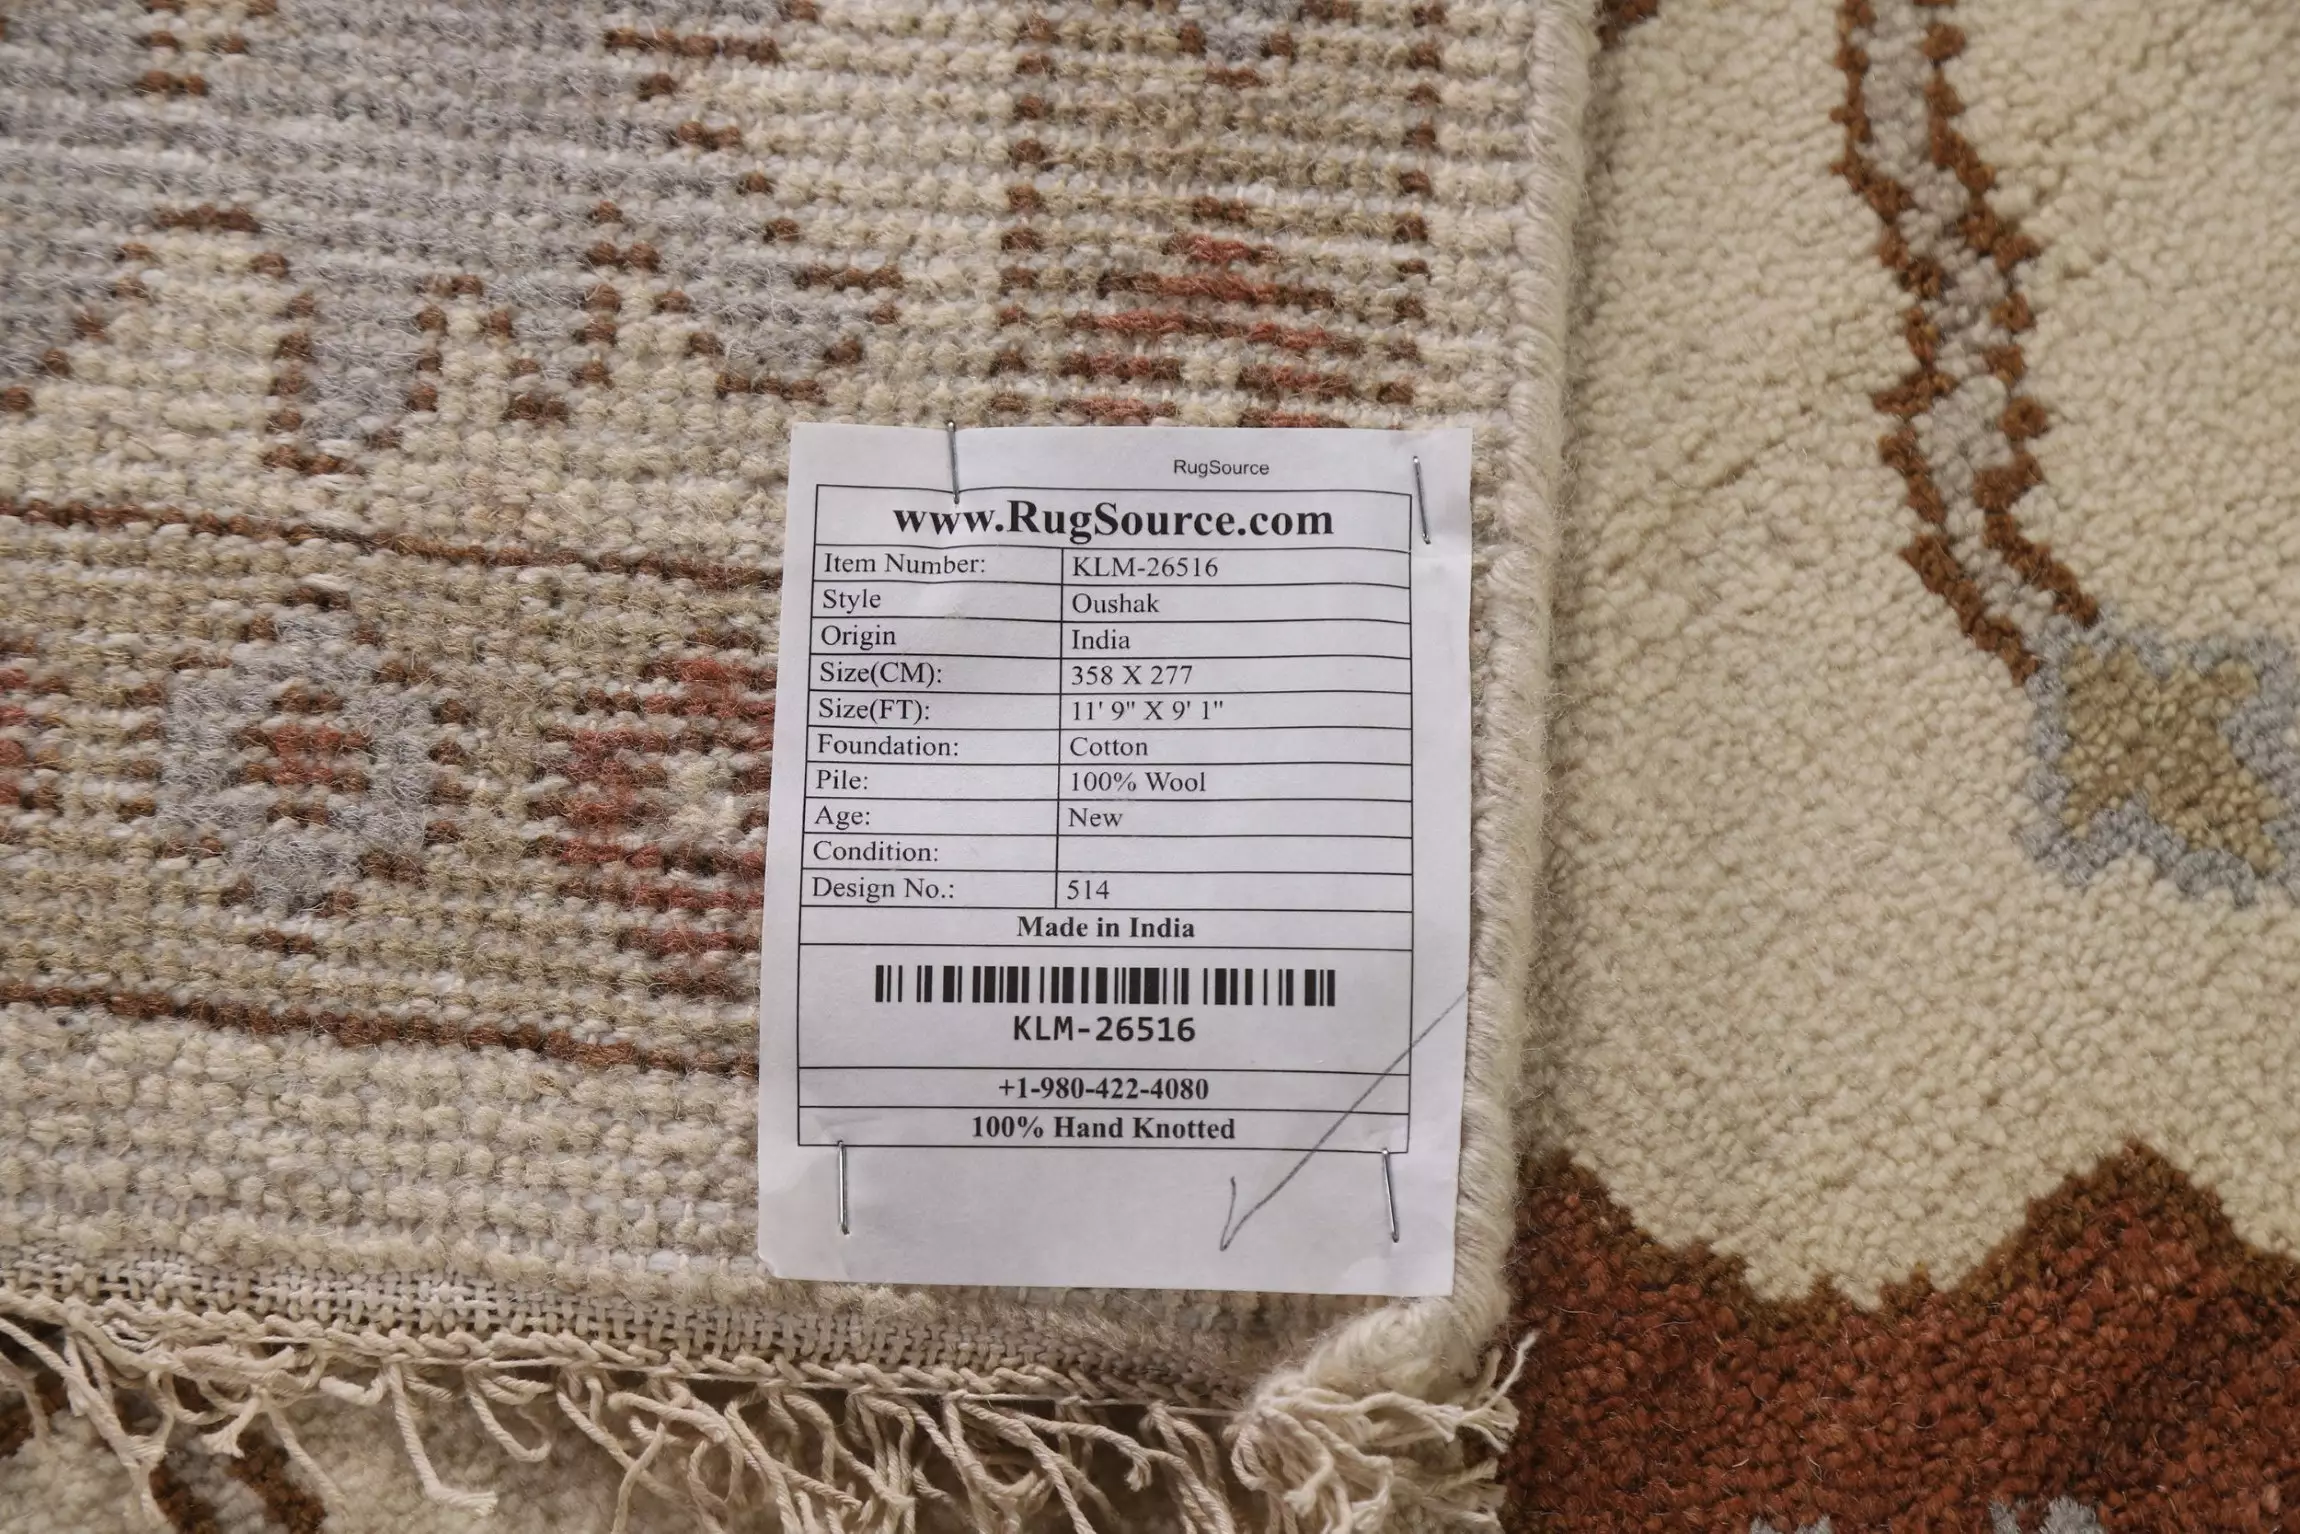 RugSource
www.RugSource.com
Item Number: KLM-26516
Style Oushak
Origin India
Size(CM): 358 X 277
Size(FT): 11' 9" X 9' 1"
Foundation: Cotton
Pile: 100% Wool
Age: New
Condition:
Design No.: 514
Made in India
KLM-26516
+1-980-422-4080
100% Hand Knotted